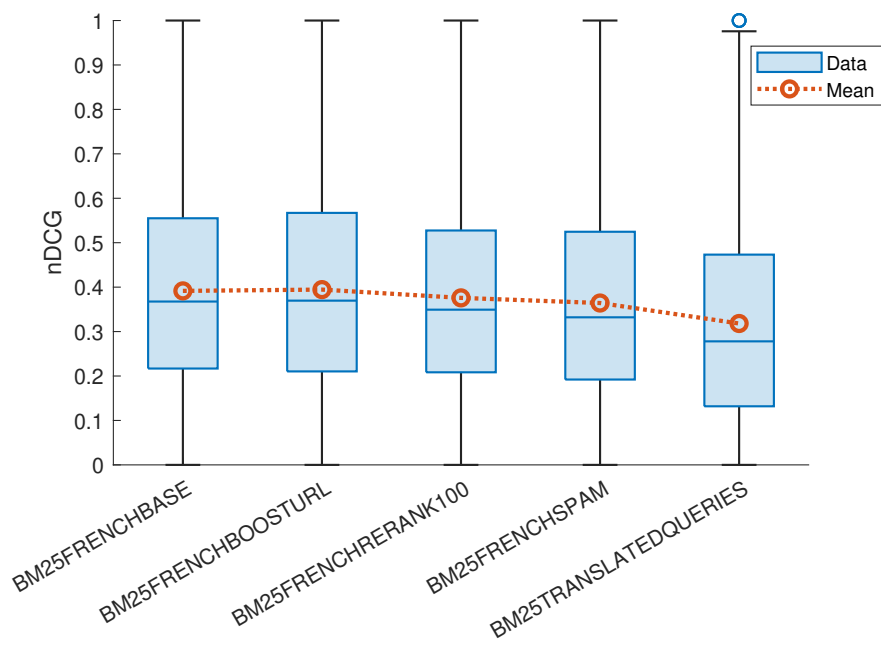 1
0.9
0.8
0.7
0.6
0.5
0.4
0.3
0.2
0.1
0
nDCG
Data
Mean
BM25FRENCHBASE
BM25FRENCHBOOSTURL
BM25FRENCHRERANK100
BM25FRENCHSPAM
BM25TRANSLATEDQUERIES